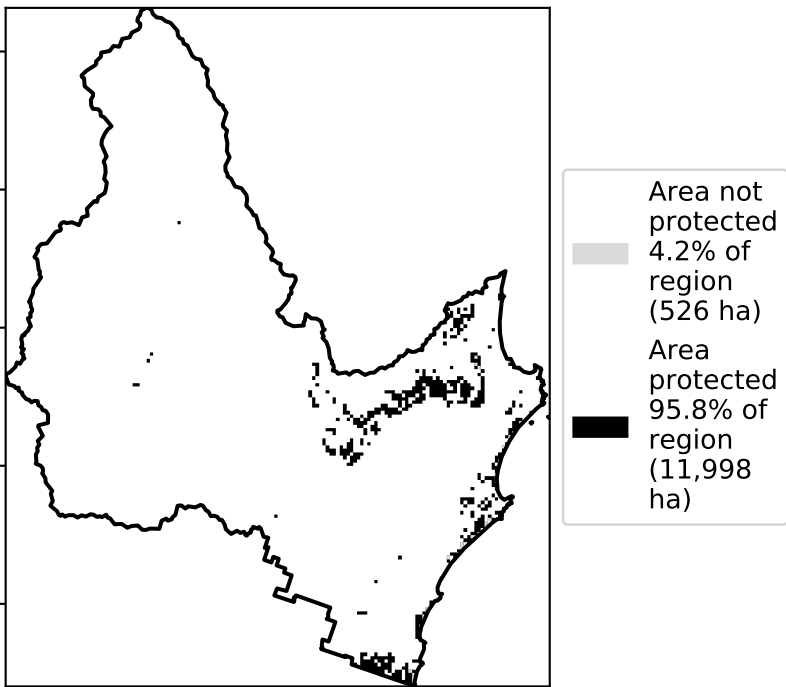 Area not
protected
4.2% of
region
(526 ha)
Area
protected
95.8% of
region
(11,998
ha)